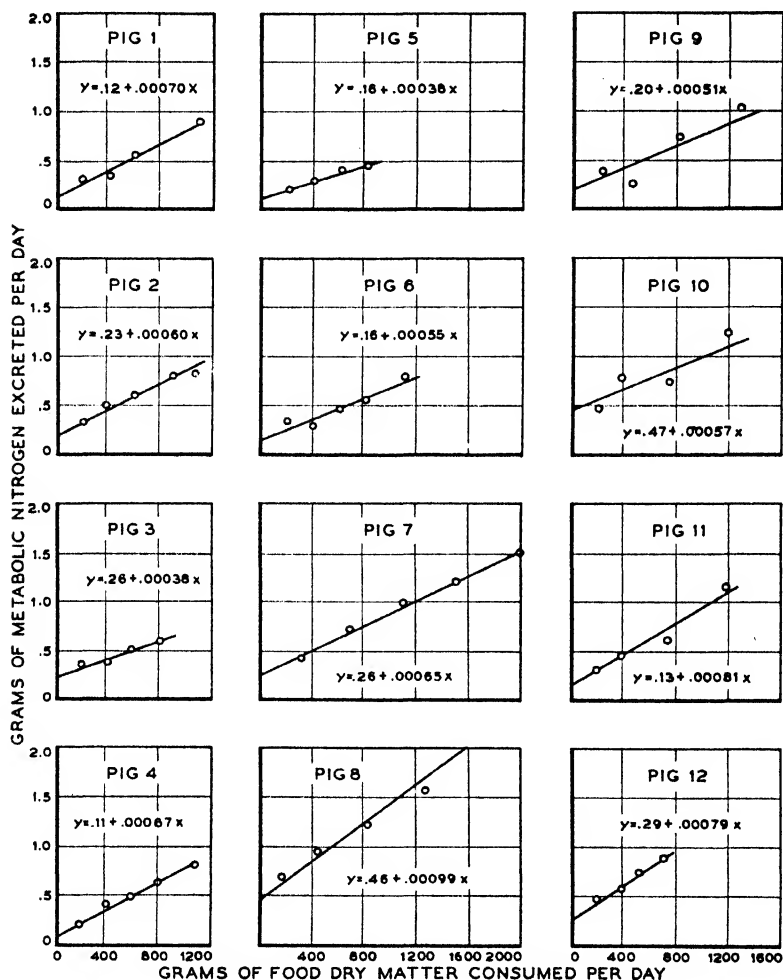 GRAMS OF METABOLIC NITROGEN EXCRETED PER DAY
2.0
1.5
1.0
.5
0
PIG 1
y=.12+.00070x
PIG 5
y=.16+.00038x
PIG 9
y=.20+.00051x
2.0
1.5
1.0
.5
0
PIG 2
y=.23+.00060x
PIG 6
y=.16+.00055x
PIG 10
y=.47+.00057x
2.0
1.5
1.0
.5
0
PIG 3
y=.26+.00038x
PIG 7
y=.26+.00065x
PIG 11
y=.13+.00081x
2.0
1.5
1.0
.5
0
PIG 4
y=.11+.00067x
PIG 8
y=.46+.00099x
PIG 12
y=.29+.00079x
0 400 800 1200 400 800 1200 1600 2000 0 400 800 1200 1600
GRAMS OF FOOD DRY MATTER CONSUMED PER DAY